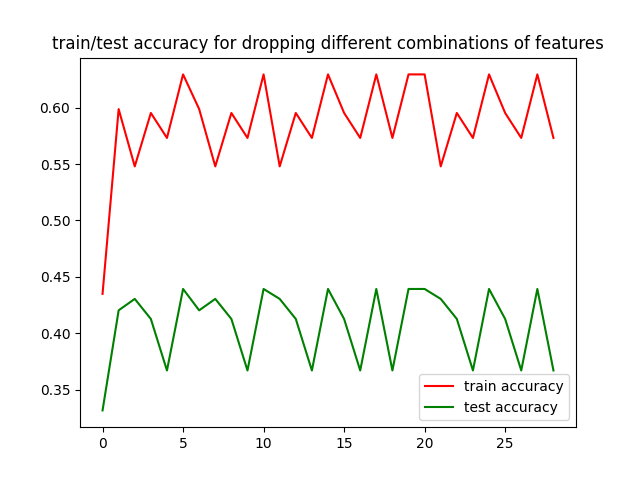 train/test accuracy for dropping different combinations of features
0.60
0.55
0.50
0.45
0.40
0.35
train accuracy
test accuracy
0 5 10 15 20 25